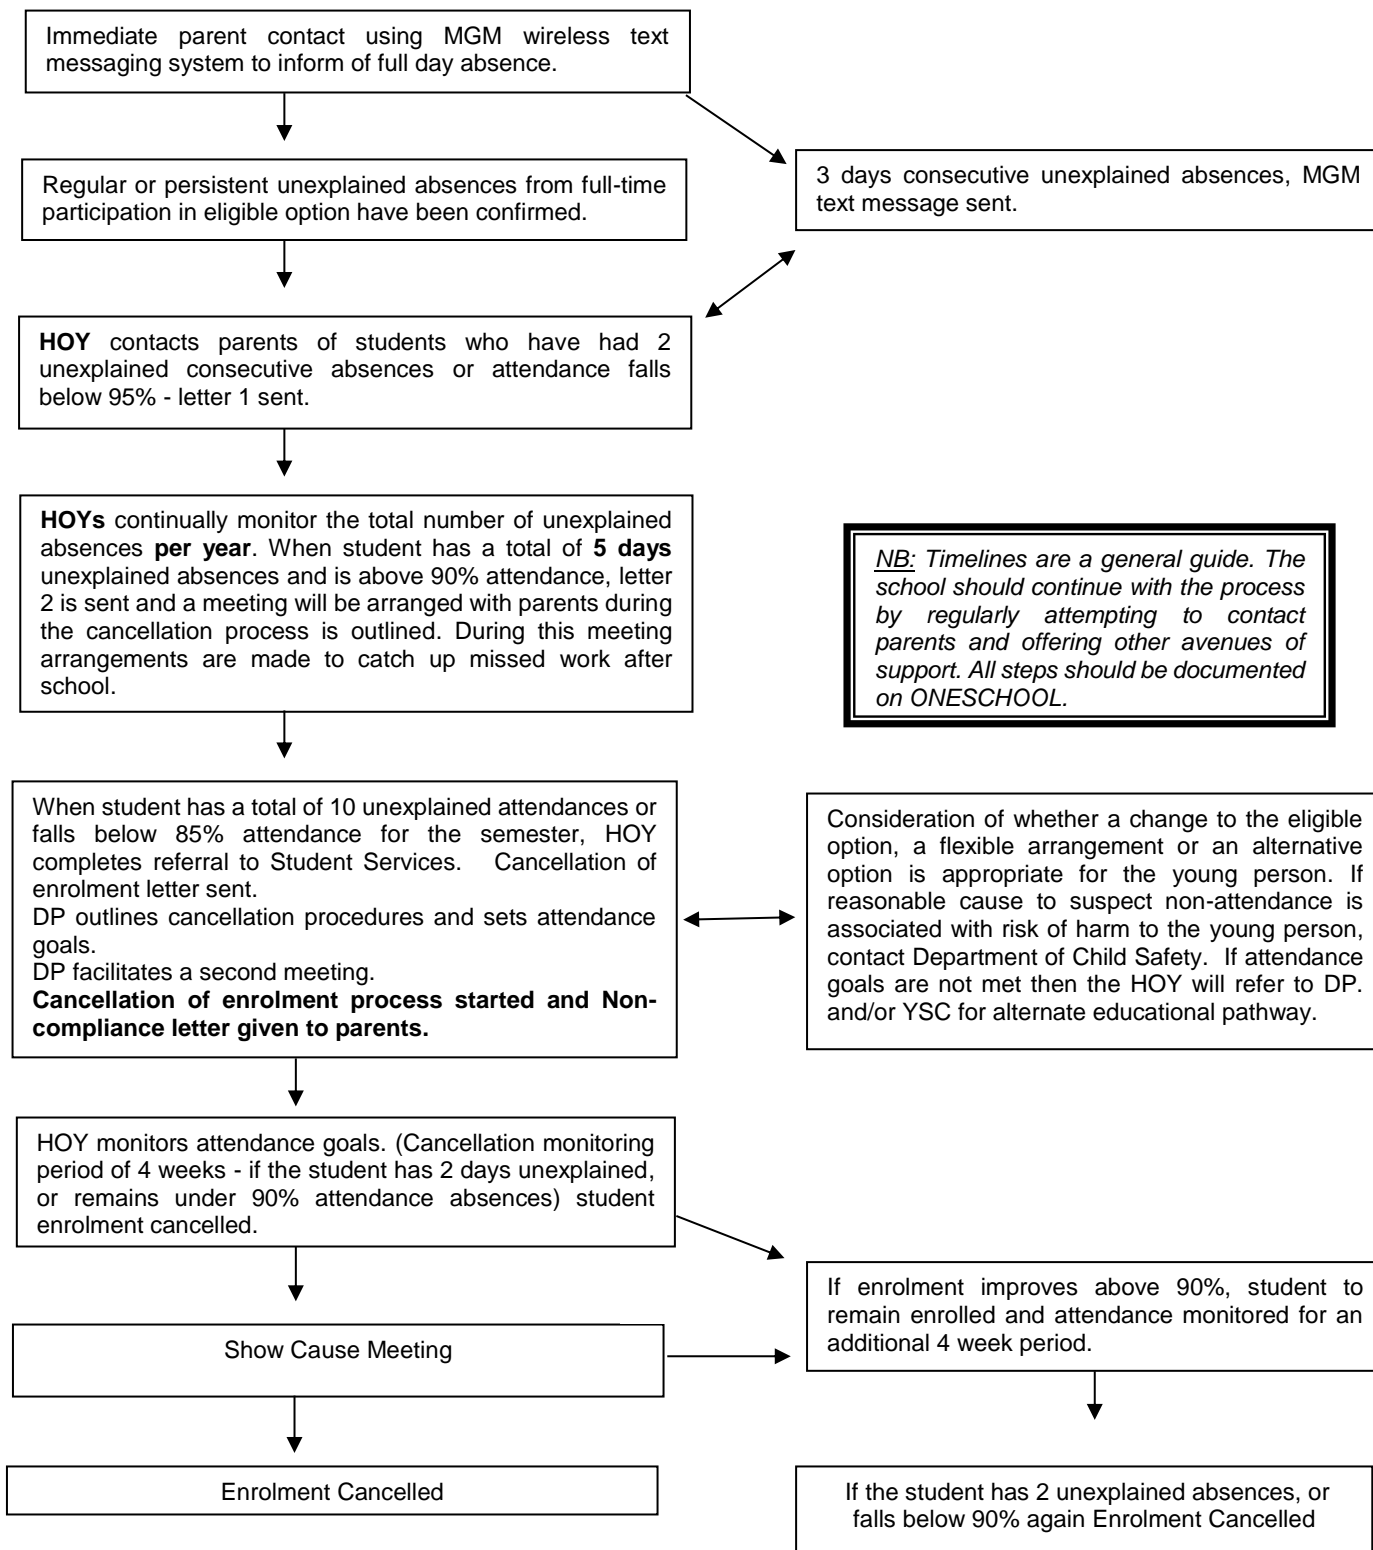 Immediate parent contact using MGM wireless text
messaging system to inform of full day absence.
Regular or persistent unexplained absences from full-time
participation in eligible option have been confirmed.
3 days consecutive unexplained absences, MGM
text message sent.
HOY contacts parents of students who have had 2
unexplained consecutive absences or attendance falls
below 95% - letter 1 sent.
HOYs continually monitor the total number of unexplained
absences per year. When student has a total of 5 days
unexplained absences and is above 90% attendance, letter
2 is sent and a meeting will be arranged with parents during
the cancellation process is outlined. During this meeting
arrangements are made to catch up missed work after
school.
NB: Timelines are a general guide. The
school should continue with the process
by regularly attempting to contact
parents and offering other avenues of
support. All steps should be documented
on ONESCHOOL.
When student has a total of 10 unexplained attendances or
falls below 85% attendance for the semester, HOY
completes referral to Student Services. Cancellation of
enrolment letter sent.
DP outlines cancellation procedures and sets attendance
goals.
DP facilitates a second meeting.
Cancellation of enrolment process started and Non-
compliance letter given to parents.
Consideration of whether a change to the eligible
option, a flexible arrangement or an alternative
option is appropriate for the young person. If
reasonable cause to suspect non-attendance is
associated with risk of harm to the young person,
contact Department of Child Safety. If attendance
goals are not met then the HOY will refer to DP.
and/or YSC for alternate educational pathway.
HOY monitors attendance goals. (Cancellation monitoring
period of 4 weeks - if the student has 2 days unexplained,
or remains under 90% attendance absences) student
enrolment cancelled.
If enrolment improves above 90%, student to
remain enrolled and attendance monitored for an
additional 4 week period.
Show Cause Meeting
Enrolment Cancelled
If the student has 2 unexplained absences, or
falls below 90% again Enrolment Cancelled